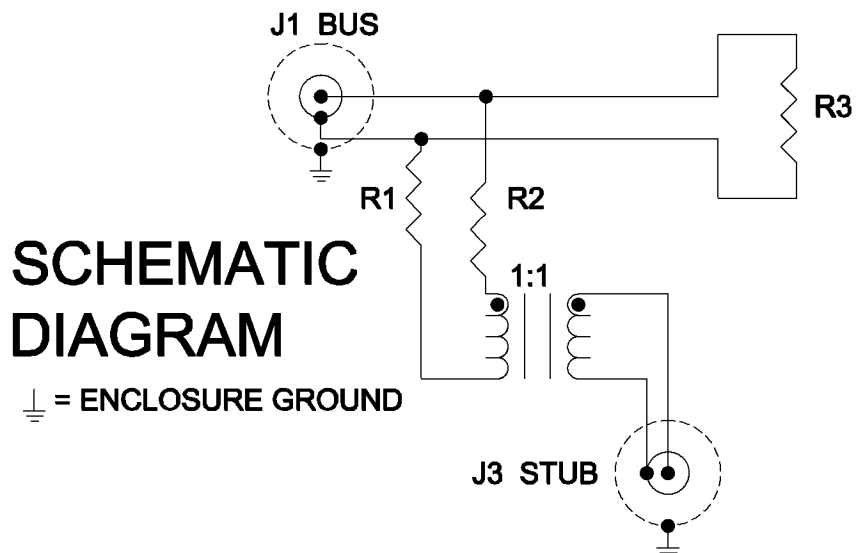 J1 BUS
R3
R1
R2
SCHEMATIC
DIAGRAM
1:1
= ENCLOSURE GROUND
J3 STUB